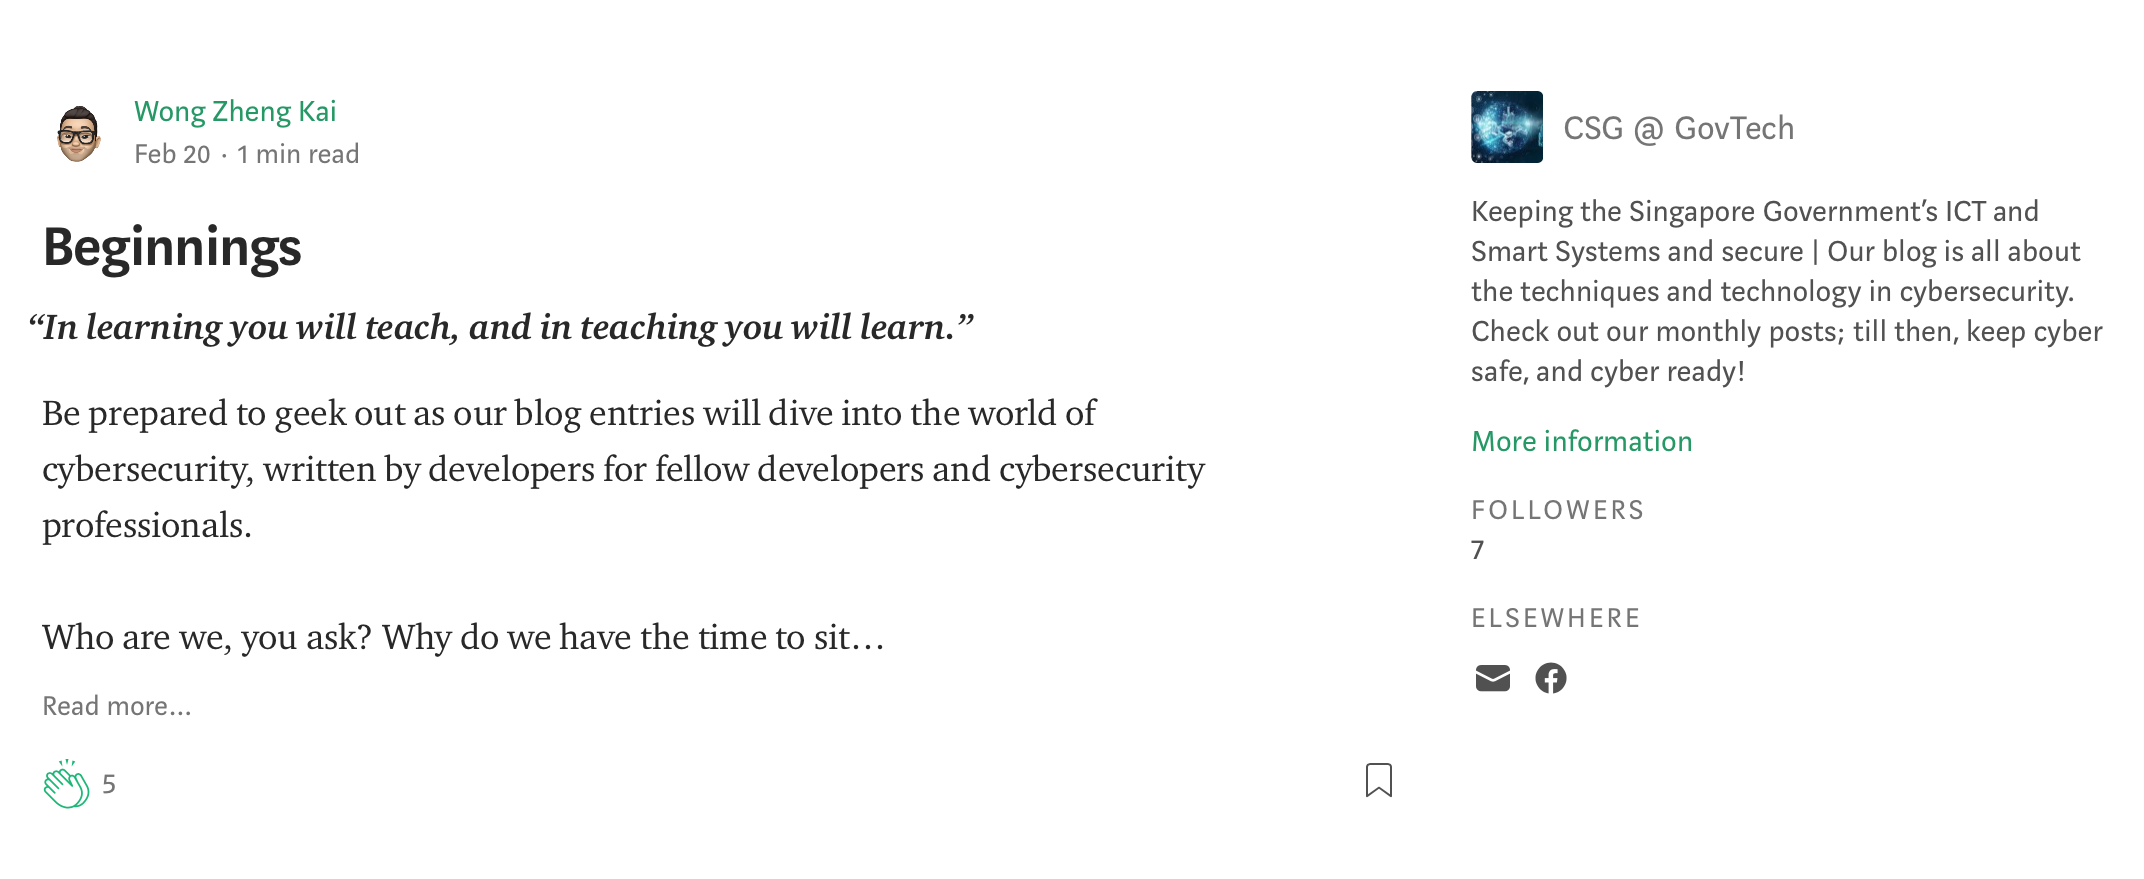 Wong Zheng Kai
Feb 20 · 1 min read
Beginnings
“In learning you will teach, and in teaching you will learn.”
Be prepared to geek out as our blog entries will dive into the world of
cybersecurity, written by developers for fellow developers and cybersecurity
professionals.
Who are we, you ask? Why do we have the time to sit…
Read more…
5
CSG @ GovTech
Keeping the Singapore Government’s ICT and
Smart Systems and secure | Our blog is all about
the techniques and technology in cybersecurity.
Check out our monthly posts; till then, keep cyber
safe, and cyber ready!
More information
FOLLOWERS
7
ELSEWHERE